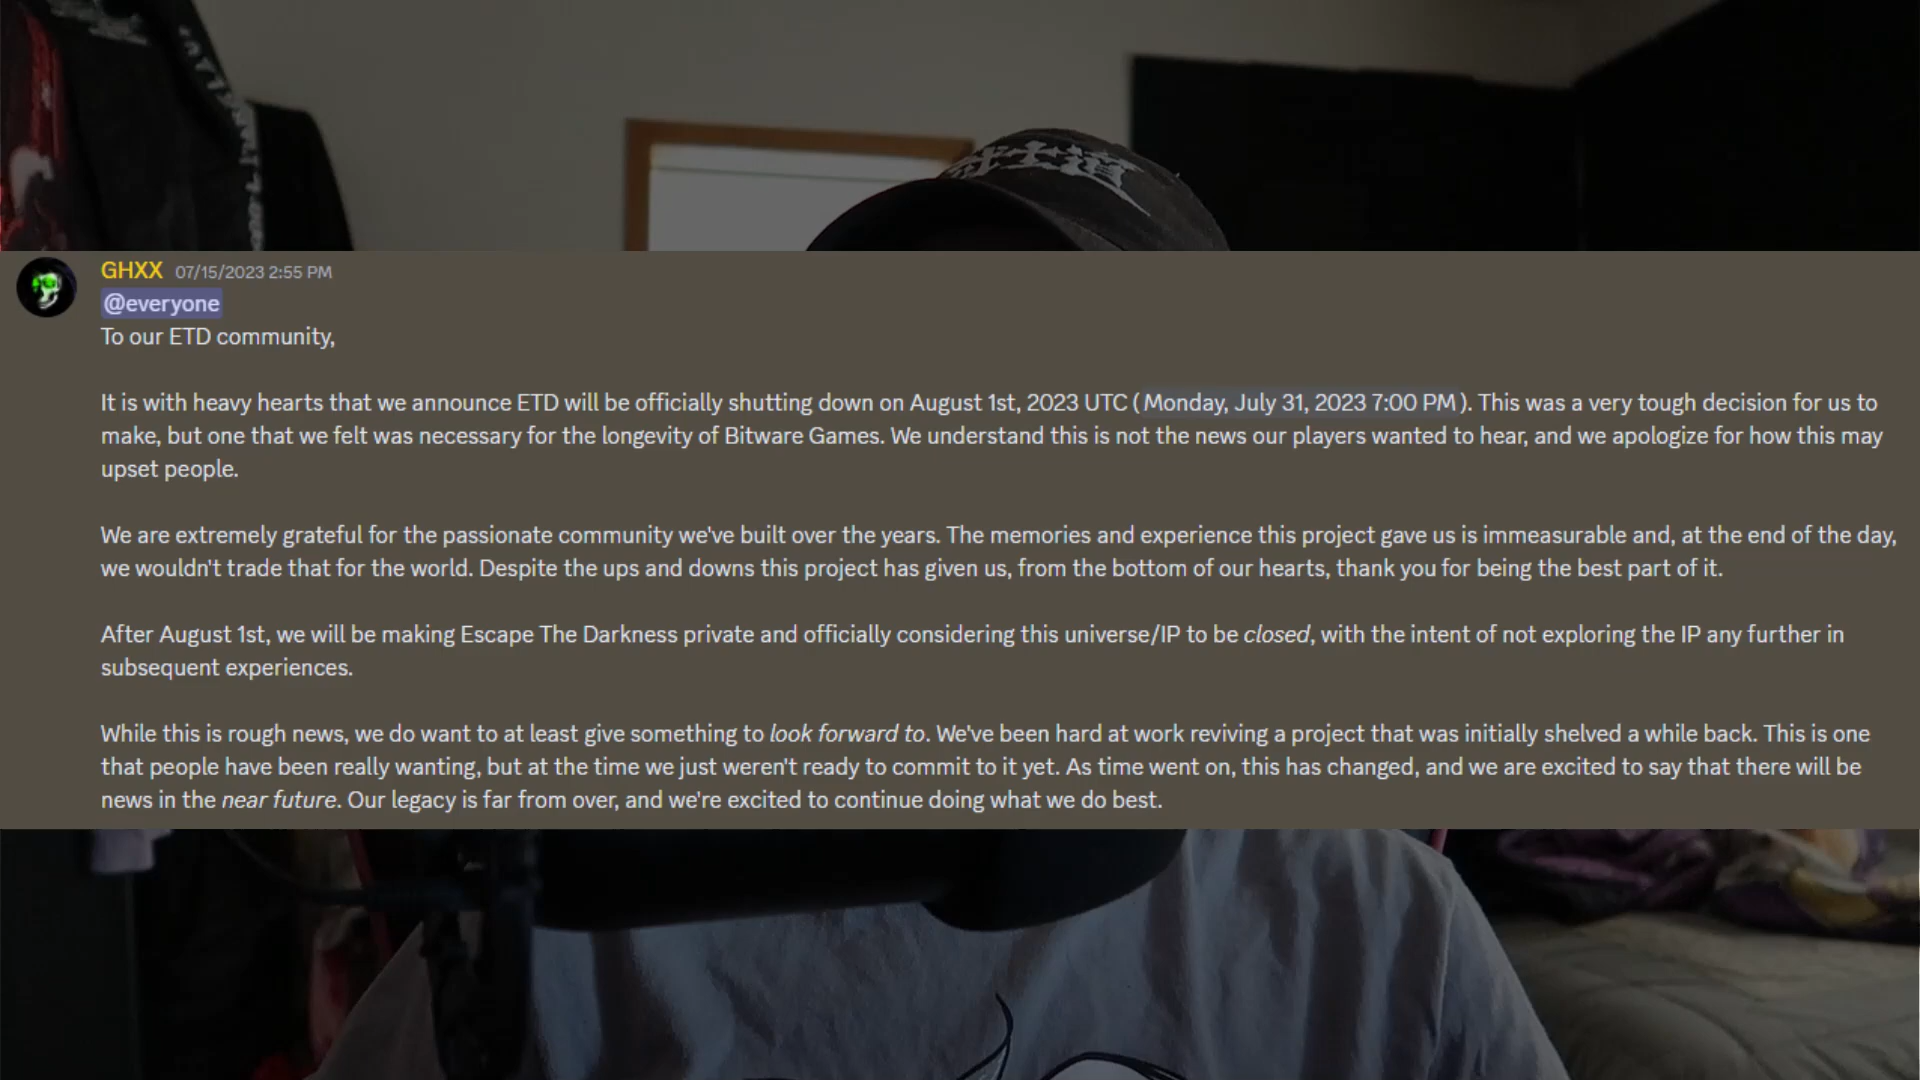 GHXX 07/15/2023 2:55 PM
@everyone
To our ETD community,
It is with heavy hearts that we announce ETD will be officially shutting down on August 1st, 2023 UTC ( Monday, July 31, 2023 7:00 PM ). This was a very tough decision for us to
make, but one that we felt was necessary for the longevity of Bitware Games. We understand this is not the news our players wanted to hear, and we apologize for how this may
upset people.
We are extremely grateful for the passionate community we've built over the years. The memories and experience this project gave us is immeasurable and, at the end of the day,
we wouldn't trade that for the world. Despite the ups and downs this project has given us, from the bottom of our hearts, thank you for being the best part of it.
After August 1st, we will be making Escape The Darkness private and officially considering this universe/IP to be closed, with the intent of not exploring the IP any further in
subsequent experiences.
While this is rough news, we do want to at least give something to look forward to. We've been hard at work reviving a project that was initially shelved a while back. This is one
that people have been really wanting, but at the time we just weren't ready to commit to it yet. As time went on, this has changed, and we are excited to say that there will be
news in the near future. Our legacy is far from over, and we're excited to continue doing what we do best.